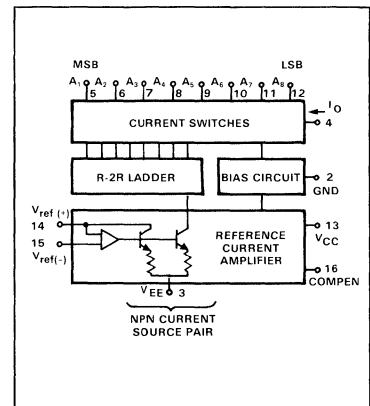 MSB LSB
A1 A2 A3 A4 A5 A6 A7 A8
5 6 7 8 9 10 11 12
IO
CURRENT SWITCHES
4
R-2R LADDER
BIAS CIRCUIT
2
GND
Vref (+)
14
15
Vref(-)
REFERENCE
CURRENT
AMPLIFIER
13
VCC
16
COMPEN
VEE 3
NPN CURRENT
SOURCE PAIR